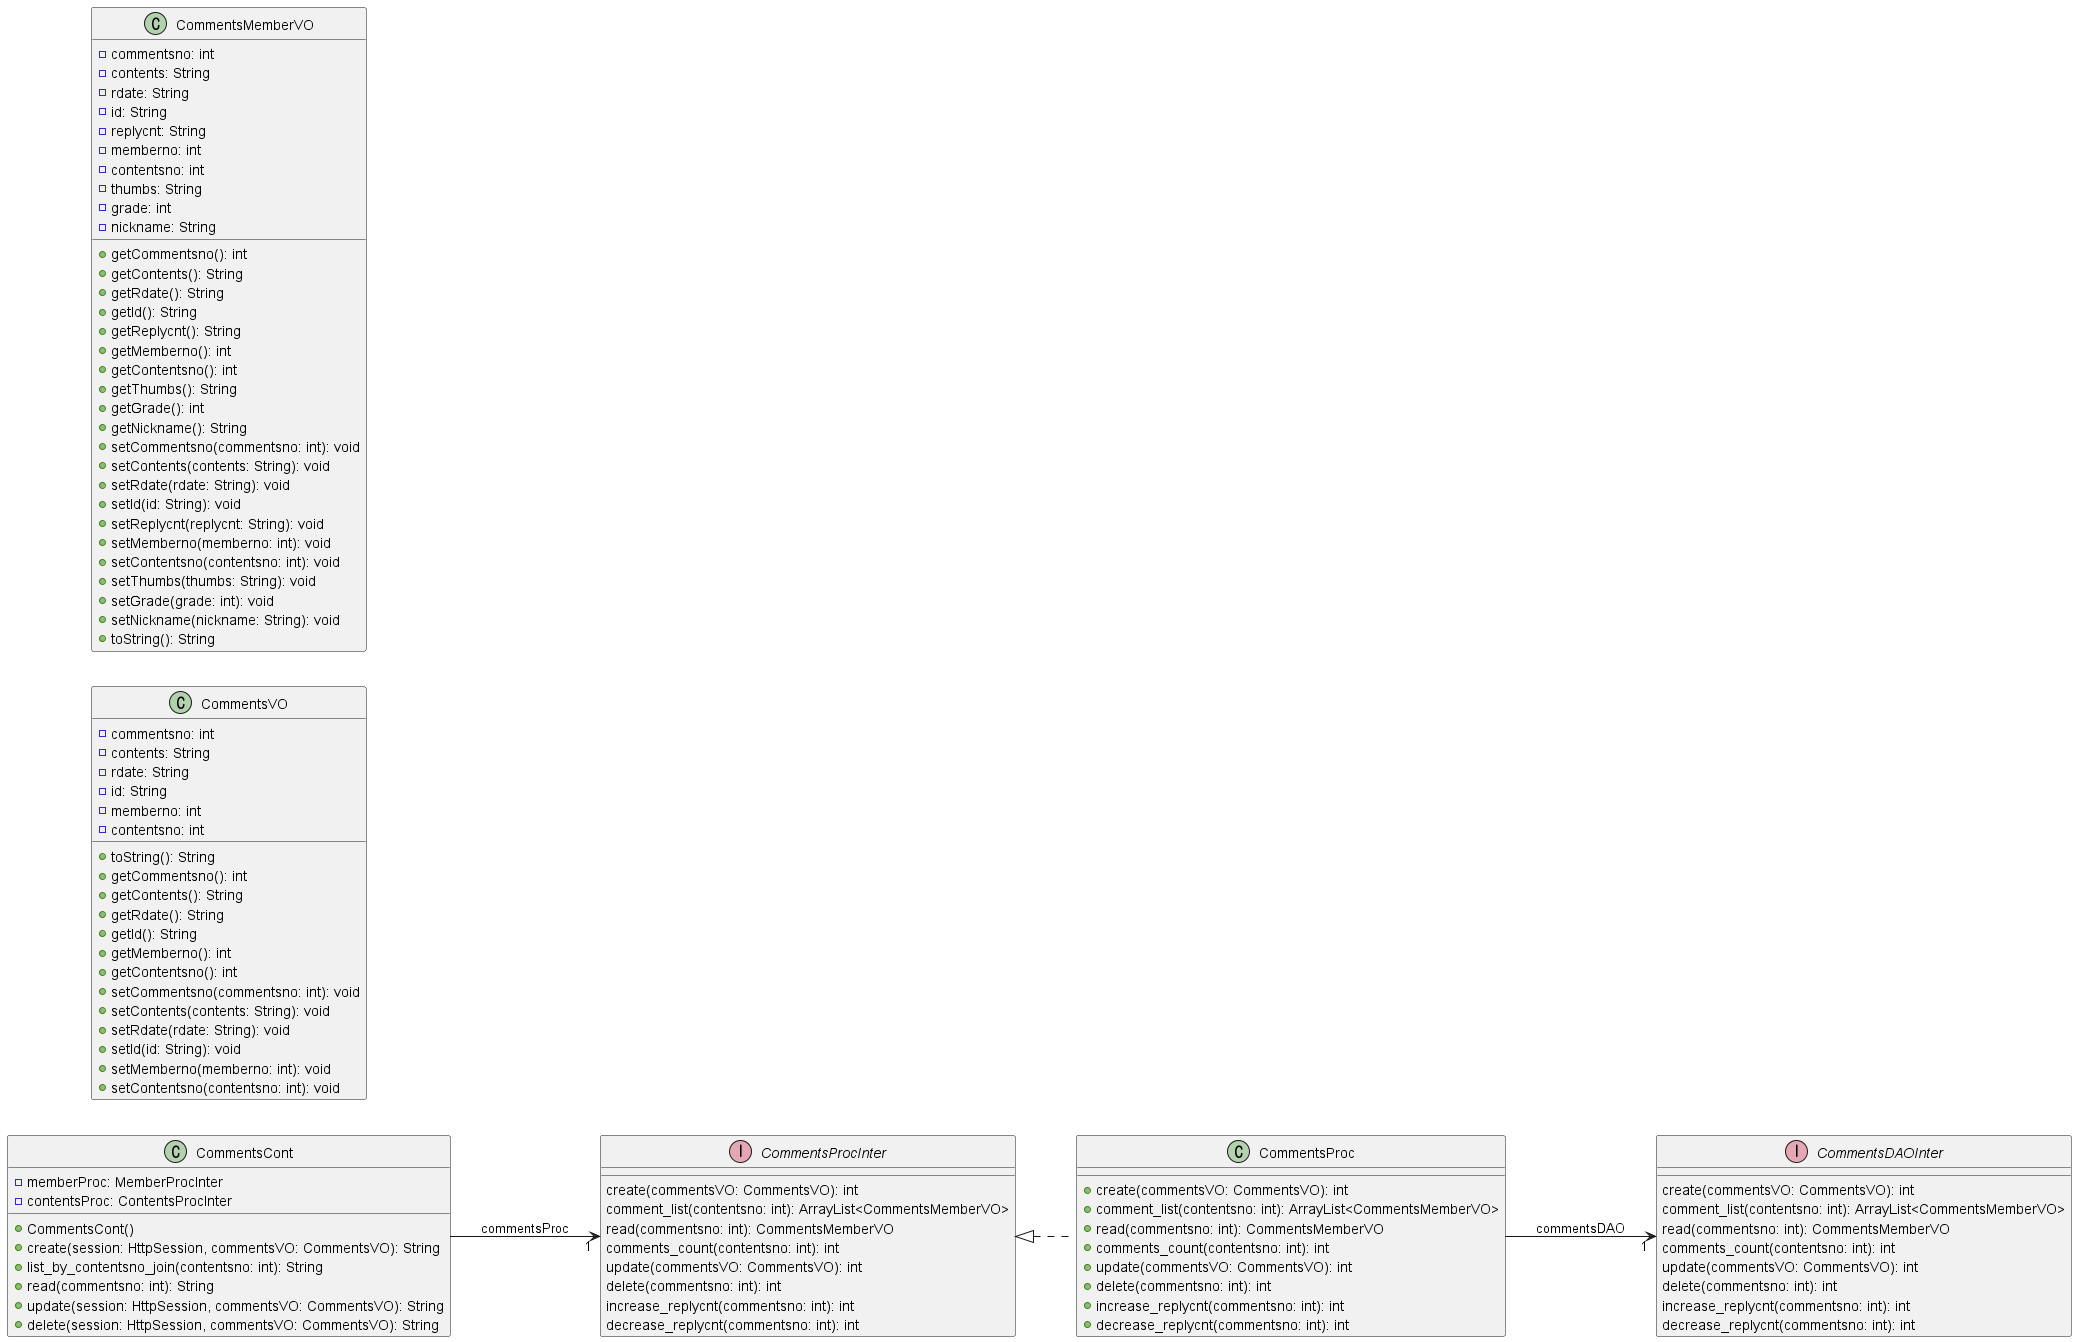 C CommentsMemberVO
commentsno: int
contents: String
rdate: String
id: String
replycnt: String
memberno: int
contentsno: int
thumbs: String
grade: int
nickname: String
getCommentsno(): int
getContents(): String
getRdate(): String
getId(): String
getReplycnt(): String
getMemberno(): int
getContentsno(): int
getThumbs(): String
getGrade(): int
getNickname(): String
setCommentsno(commentsno: int): void
setContents(contents: String): void
setRdate(rdate: String): void
setId(id: String): void
setReplycnt(replycnt: String): void
setMemberno(memberno: int): void
setContentsno(contentsno: int): void
setThumbs(thumbs: String): void
setGrade(grade: int): void
setNickname(nickname: String): void
toString(): String
C CommentsVO
commentsno: int
contents: String
rdate: String
id: String
memberno: int
contentsno: int
toString(): String
getCommentsno(): int
getContents(): String
getRdate(): String
getId(): String
getMemberno(): int
getContentsno(): int
setCommentsno(commentsno: int): void
setContents(contents: String): void
setRdate(rdate: String): void
setId(id: String): void
setMemberno(memberno: int): void
setContentsno(contentsno: int): void
C CommentsCont
memberProc: MemberProcInter
contentsProc: ContentsProcInter
CommentsCont()
create(session: HttpSession, commentsVO: CommentsVO): String
list_by_contentsno_join(contentsno: int): String
read(commentsno: int): String
update(session: HttpSession, commentsVO: CommentsVO): String
delete(session: HttpSession, commentsVO: CommentsVO): String
commentsProc
1
I CommentsProcInter
create(commentsVO: CommentsVO): int
comment_list(contentsno: int): ArrayList<CommentsMemberVO>
read(commentsno: int): CommentsMemberVO
comments_count(contentsno: int): int
update(commentsVO: CommentsVO): int
delete(commentsno: int): int
increase_replycnt(commentsno: int): int
decrease_replycnt(commentsno: int): int
C CommentsProc
create(commentsVO: CommentsVO): int
comment_list(contentsno: int): ArrayList<CommentsMemberVO>
read(commentsno: int): CommentsMemberVO
comments_count(contentsno: int): int
update(commentsVO: CommentsVO): int
delete(commentsno: int): int
increase_replycnt(commentsno: int): int
decrease_replycnt(commentsno: int): int
commentsDAO
1
I CommentsDAOInter
create(commentsVO: CommentsVO): int
comment_list(contentsno: int): ArrayList<CommentsMemberVO>
read(commentsno: int): CommentsMemberVO
comments_count(contentsno: int): int
update(commentsVO: CommentsVO): int
delete(commentsno: int): int
increase_replycnt(commentsno: int): int
decrease_replycnt(commentsno: int): int